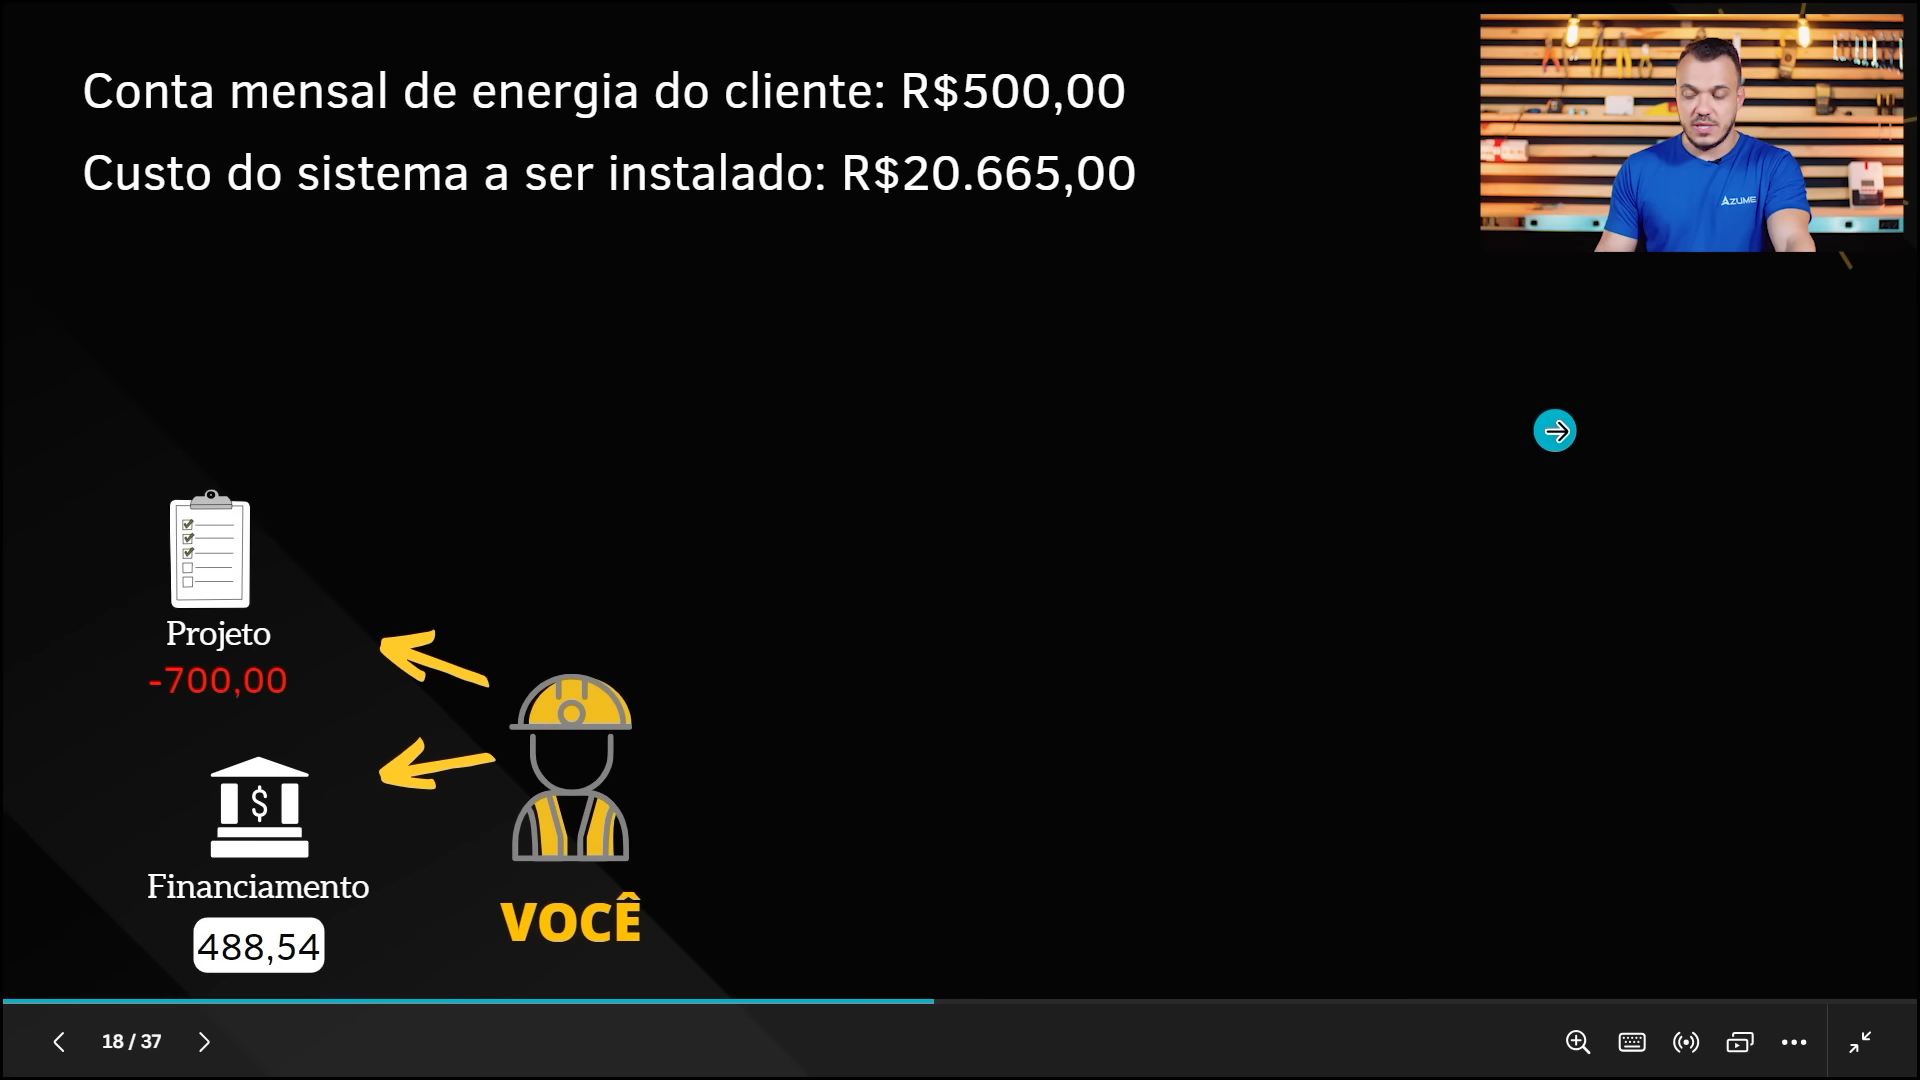 Conta mensal de energia do cliente: R$500,00
Custo do sistema a ser instalado: R$20.665,00
AZUME
Projeto
-700,00
$
Financiamento
488,54
VOCÊ
18 / 37